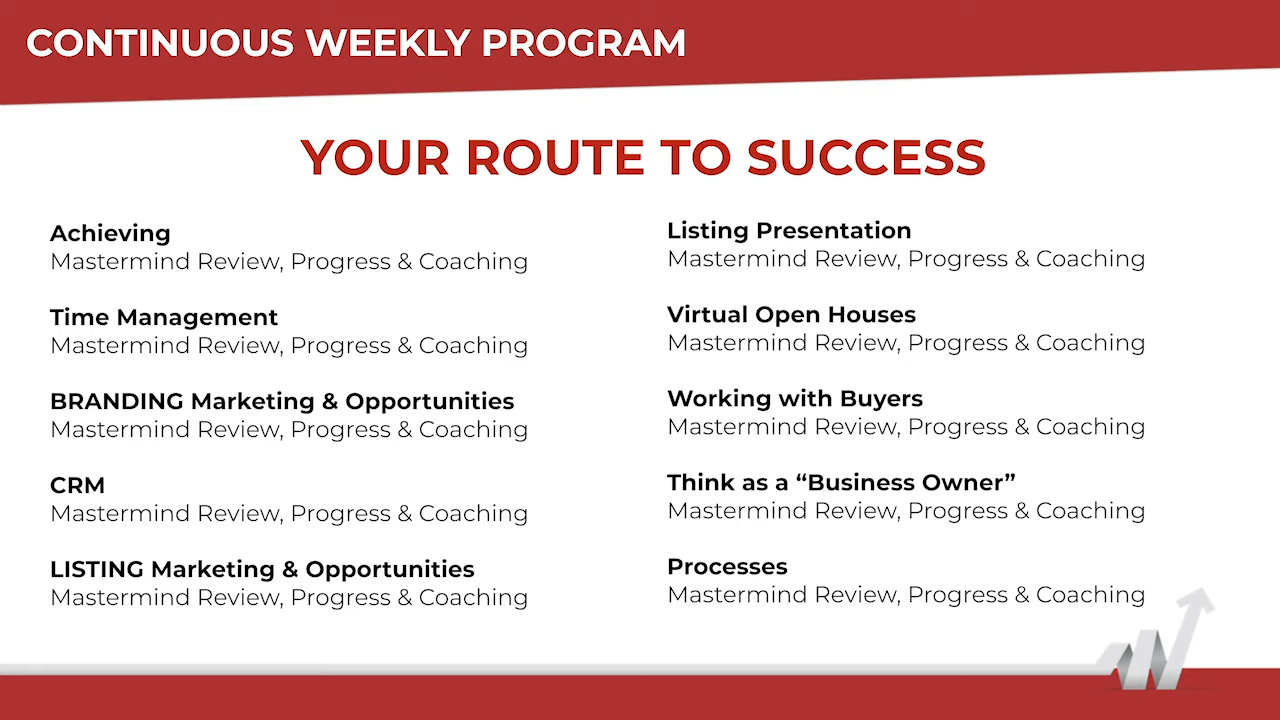 CONTINUOUS WEEKLY PROGRAM
YOUR ROUTE TO SUCCESS
Achieving
Mastermind Review, Progress & Coaching
Time Management
Mastermind Review, Progress & Coaching
BRANDING Marketing & Opportunities
Mastermind Review, Progress & Coaching
CRM
Mastermind Review, Progress & Coaching
LISTING Marketing & Opportunities
Mastermind Review, Progress & Coaching
Listing Presentation
Mastermind Review, Progress & Coaching
Virtual Open Houses
Mastermind Review, Progress & Coaching
Working with Buyers
Mastermind Review, Progress & Coaching
Think as a “Business Owner”
Mastermind Review, Progress & Coaching
Processes
Mastermind Review, Progress & Coaching